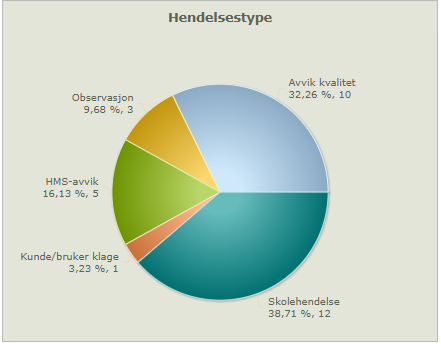 Hendelsestype
Avvik kvalitet
32,26 %, 10
Observasjon
9,68 %, 3
HMS-avvik
16,13 %, 5
Kunde/bruker klage
3,23 %, 1
Skolehendelse
38,71 %, 12